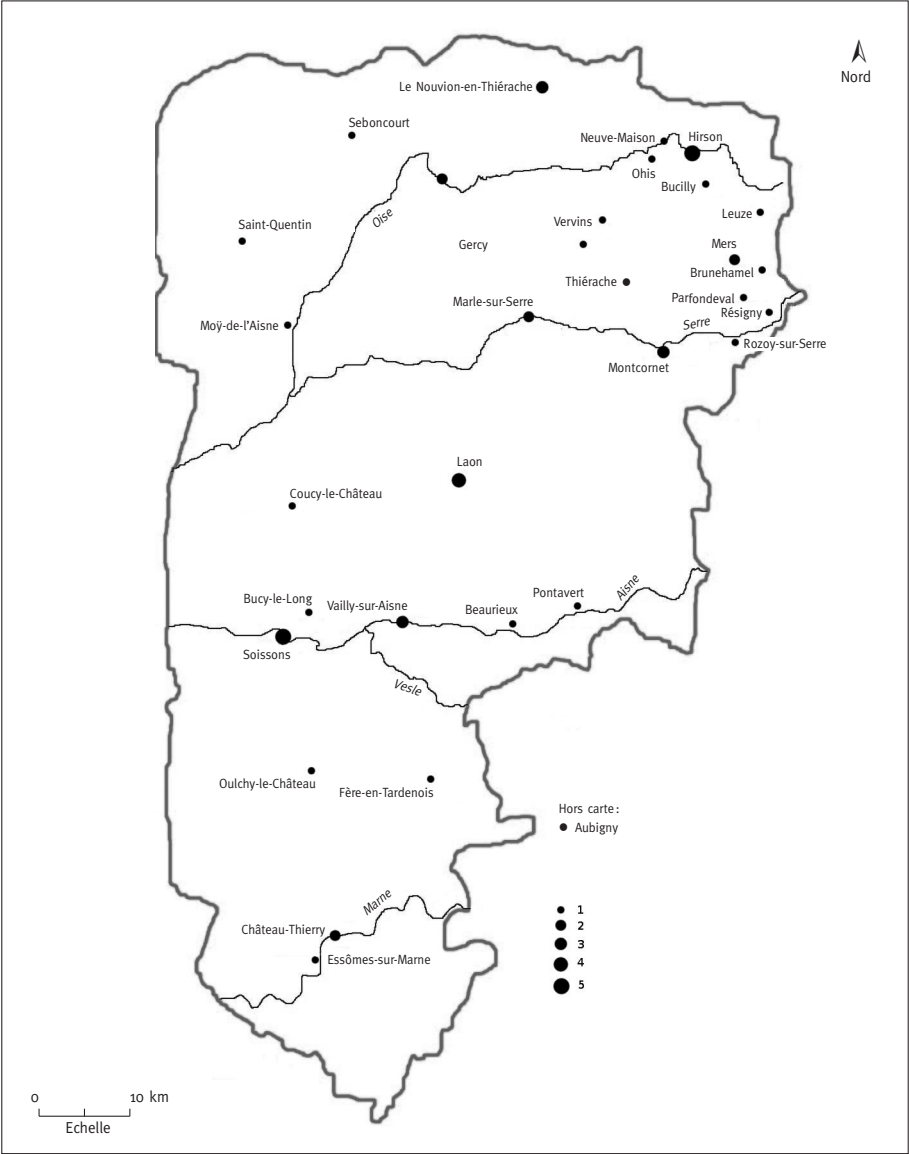 Nord
Le Nouvion-en-Thiérache
Seboncourt
Neuve-Maison
Hirson
Ohis
Bucilly
Oise
Leuze
Saint-Quentin
Vervins
Gercy
Mers
Brunehamel
Thiérache
Parfondeval
Marle-sur-Serre
Résigny
Moÿ-de-l'Aisne
Serre
Rozoy-sur-Serre
Montcornet
Laon
Coucy-le-Château
Aisne
Pontavert
Bucy-le-Long
Vailly-sur-Aisne
Beaurieux
Soissons
Vesle
Oulchy-le-Château
Fère-en-Tardenois
Hors carte :
Aubigny
Marne
1
2
Château-Thierry
3
Essômes-sur-Marne
4
5
0 10 km
Echelle